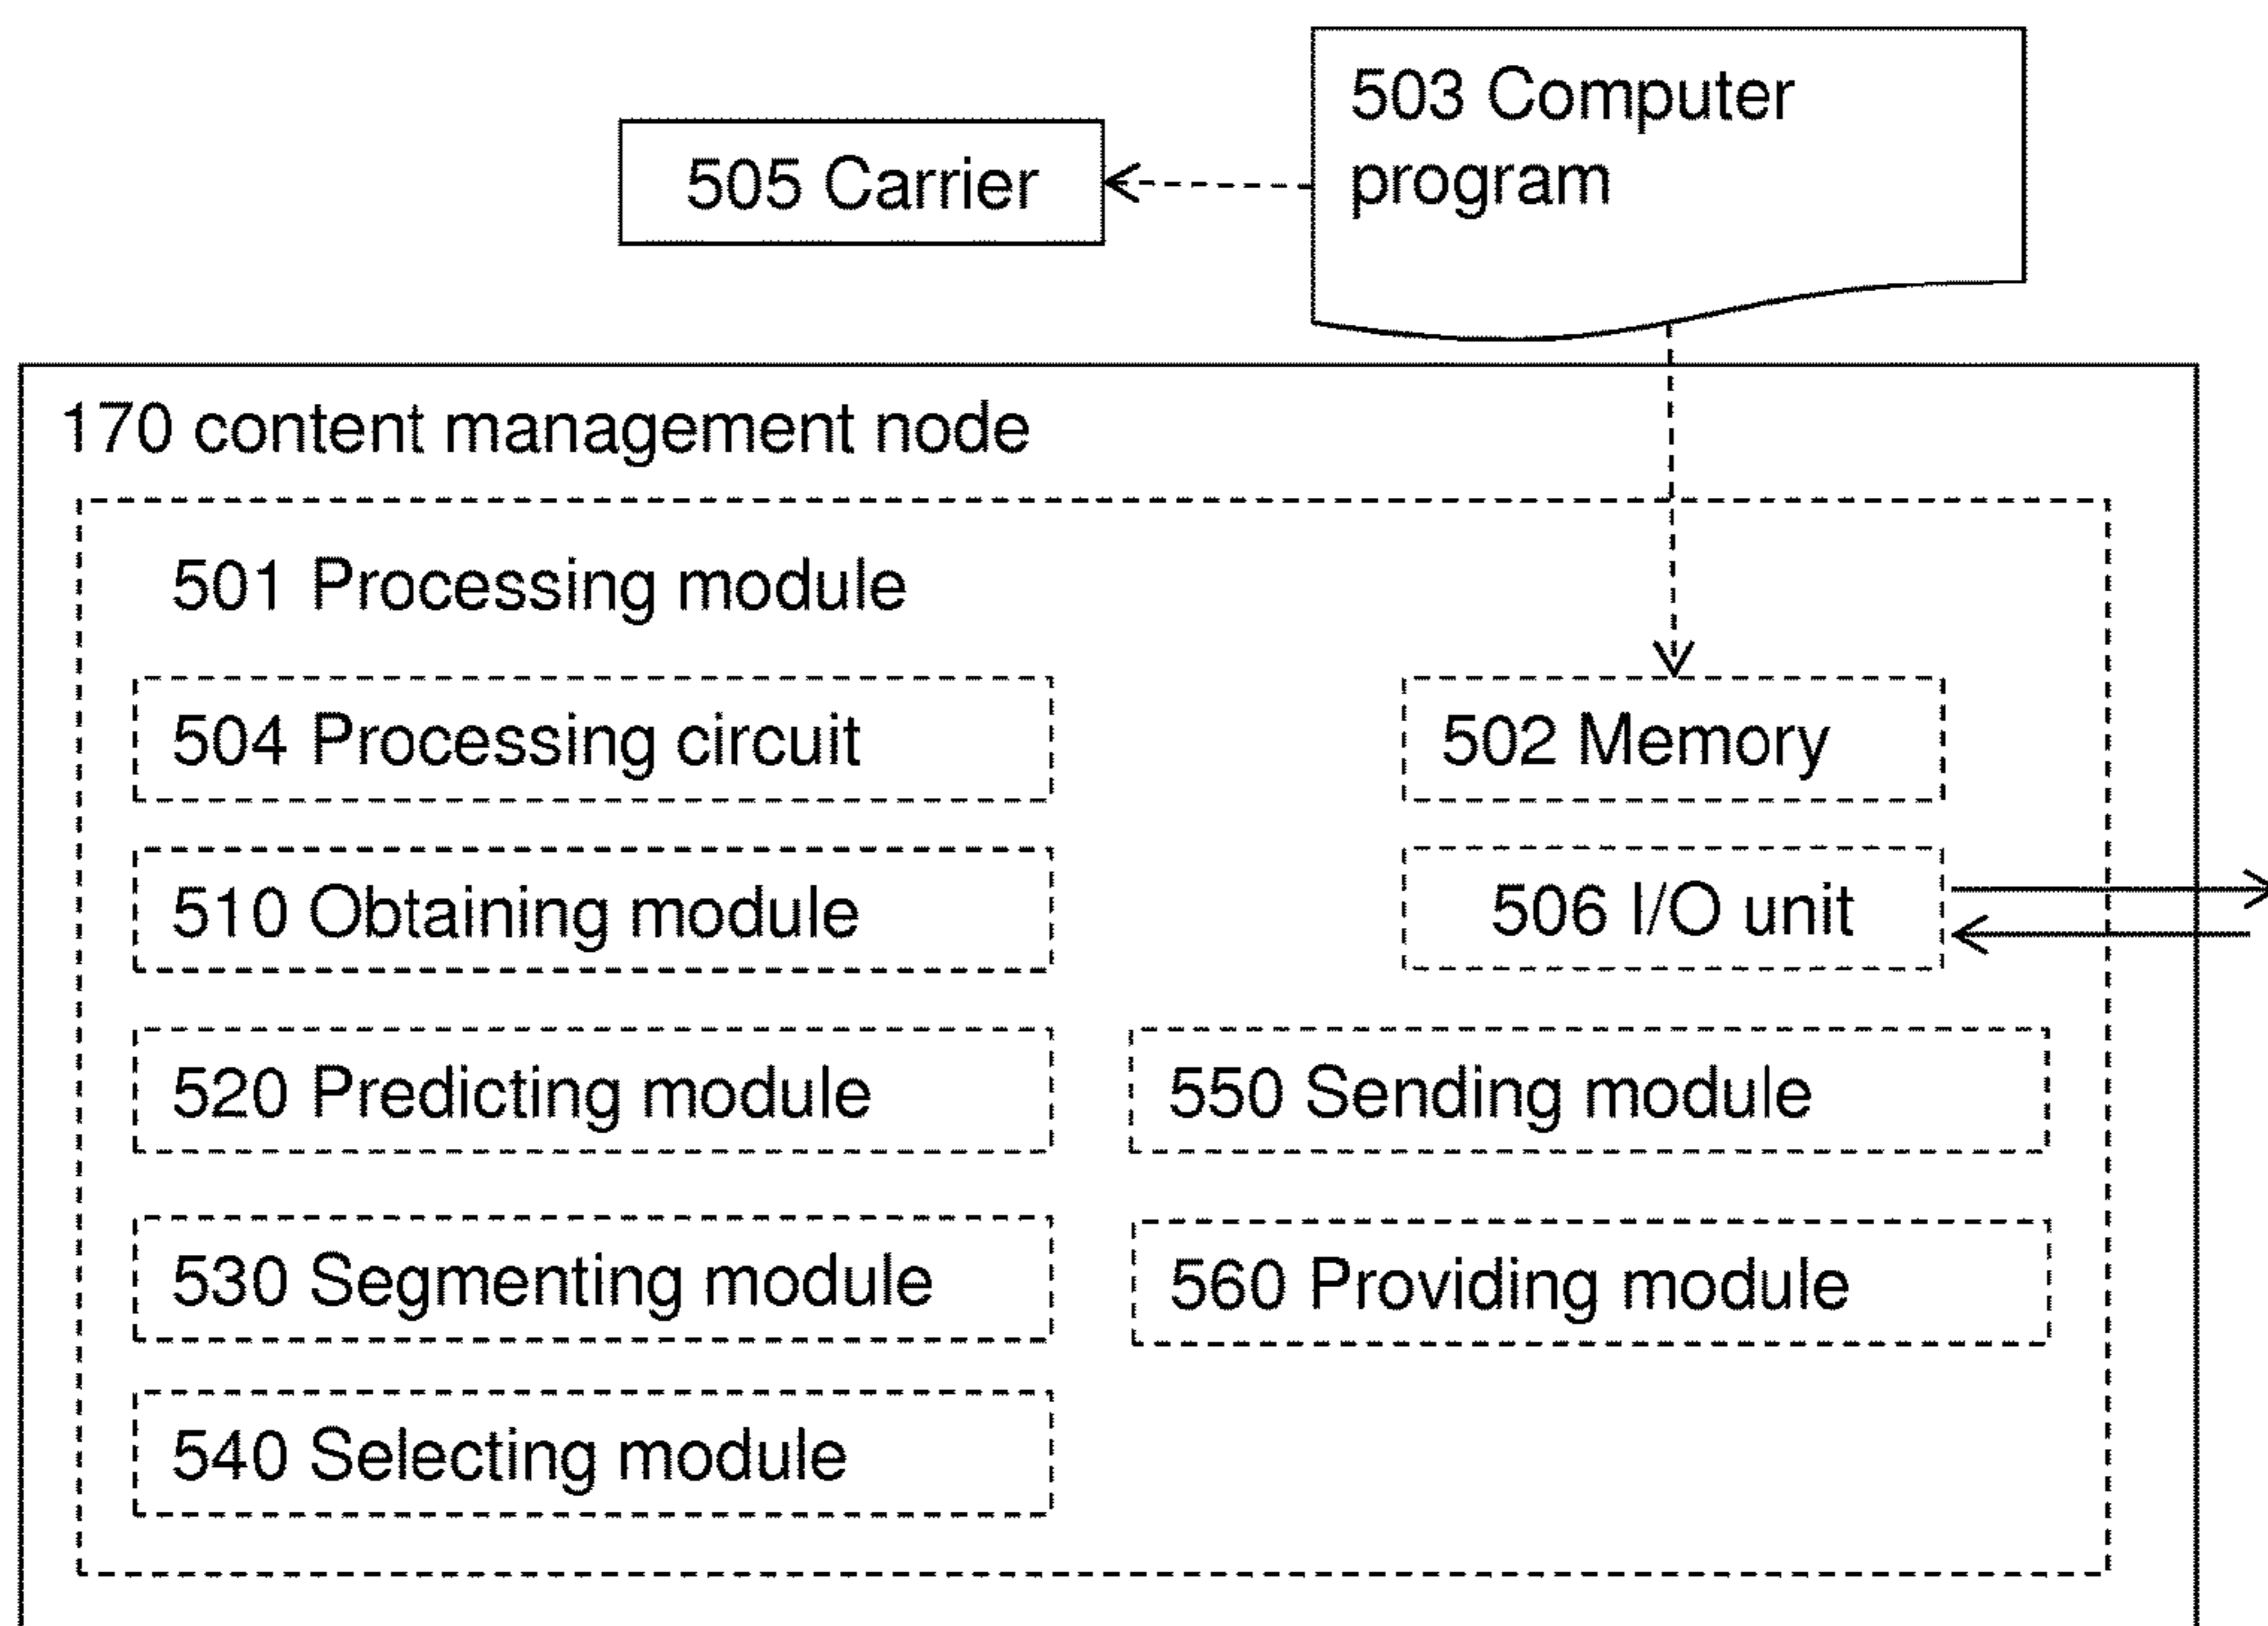 503 Computer
program
505 Carrier
170 content management node
501 Processing module
504 Processing circuit
502 Memory
510 Obtaining module
506 I/O unit
520 Predicting module
550 Sending module
530 Segmenting module
560 Providing module
540 Selecting module